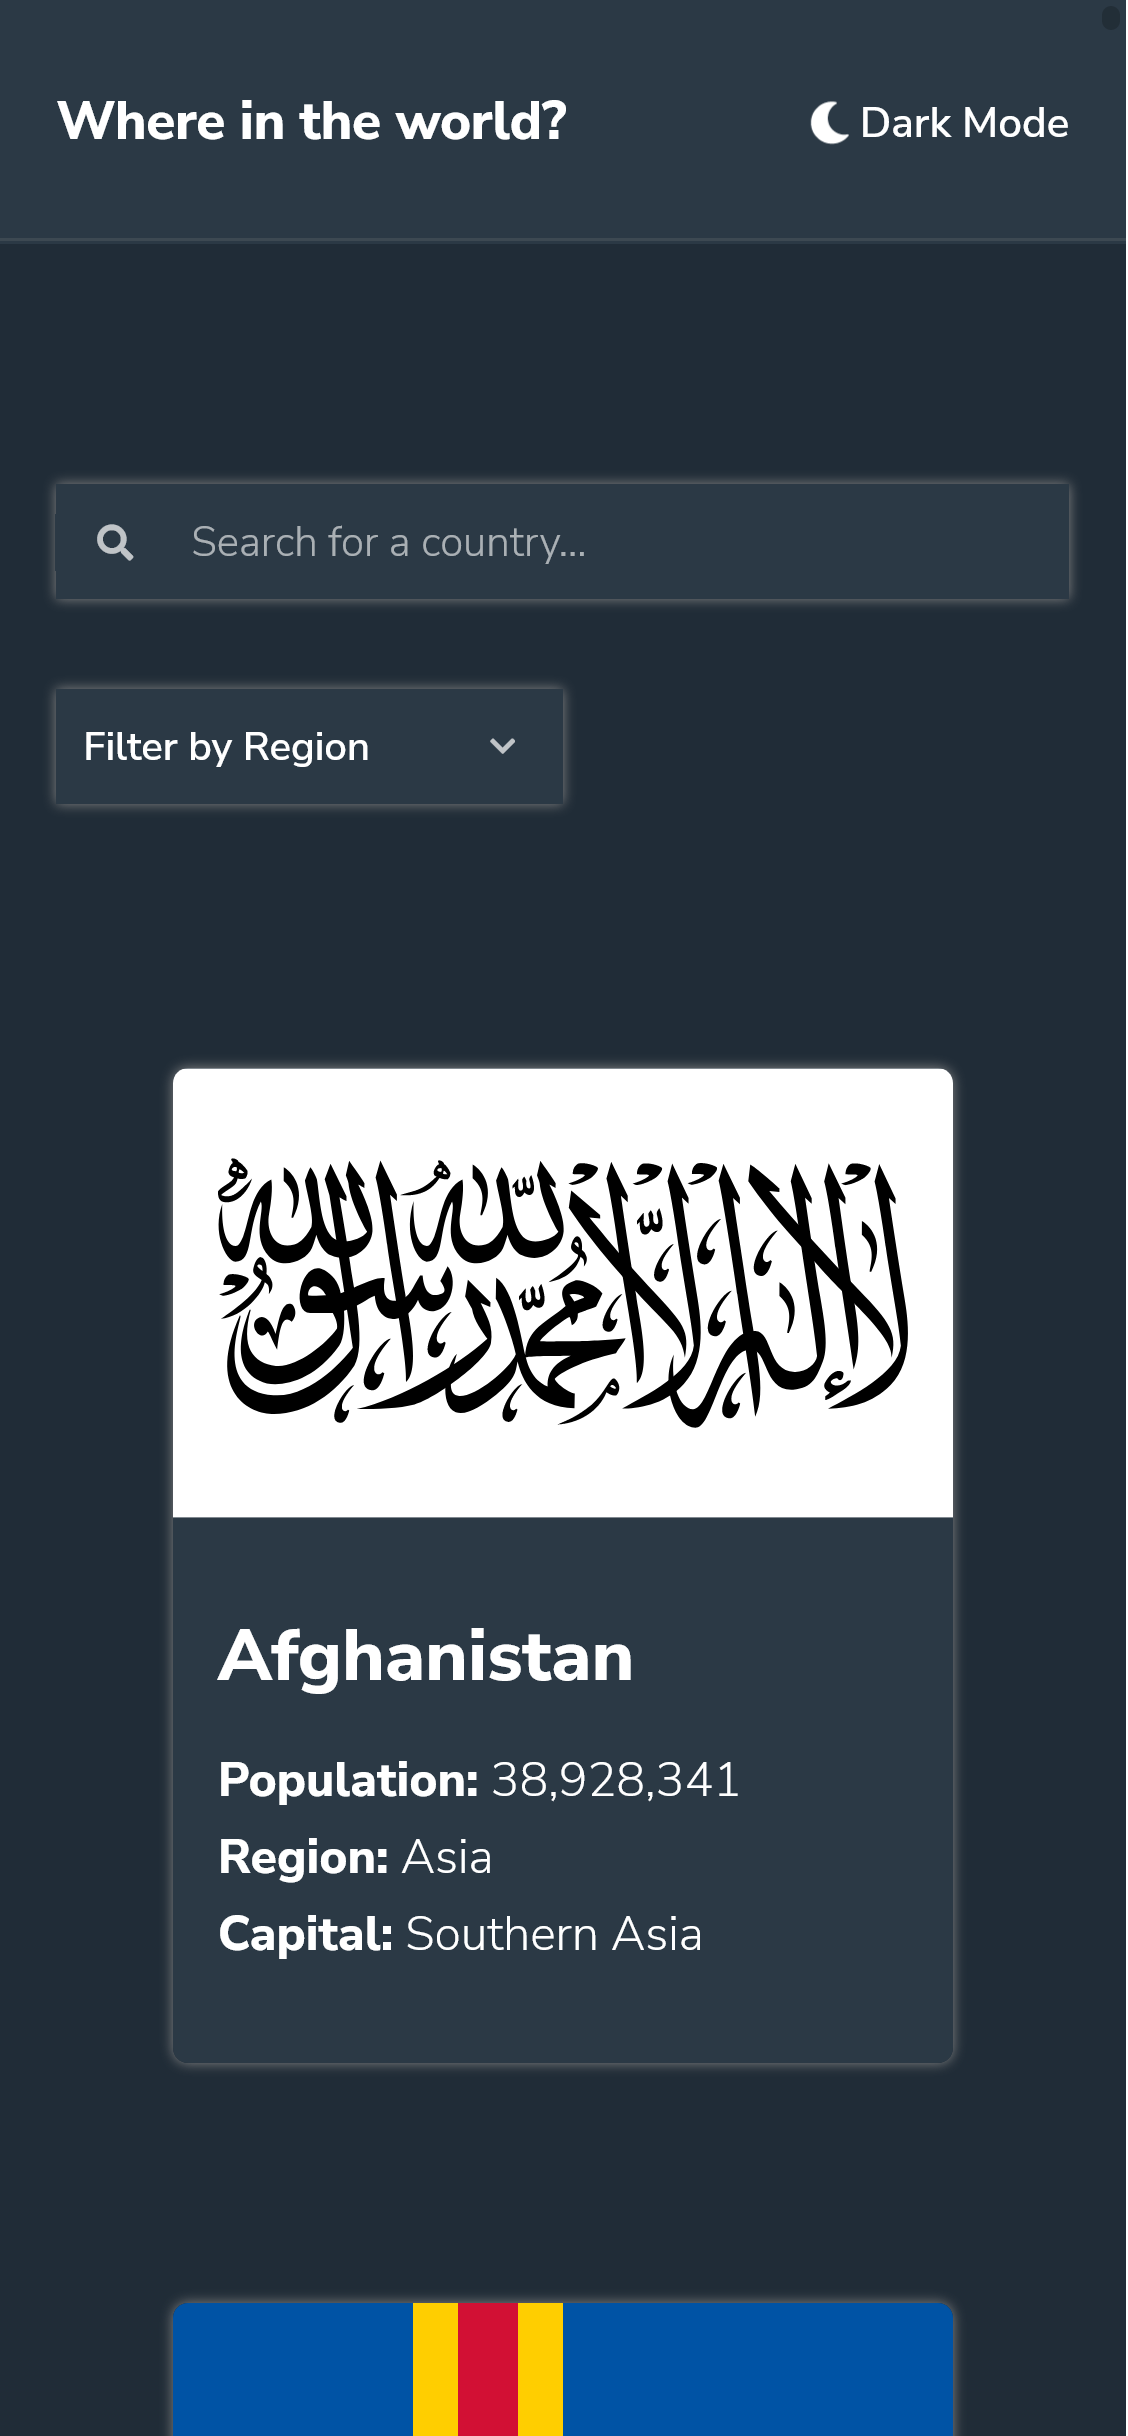 Where in the world?
Dark Mode
Search for a country...
Filter by Region
لا إله إلا الله محمد رسول الله
Afghanistan
Population: 38,928,341
Region: Asia
Capital: Southern Asia